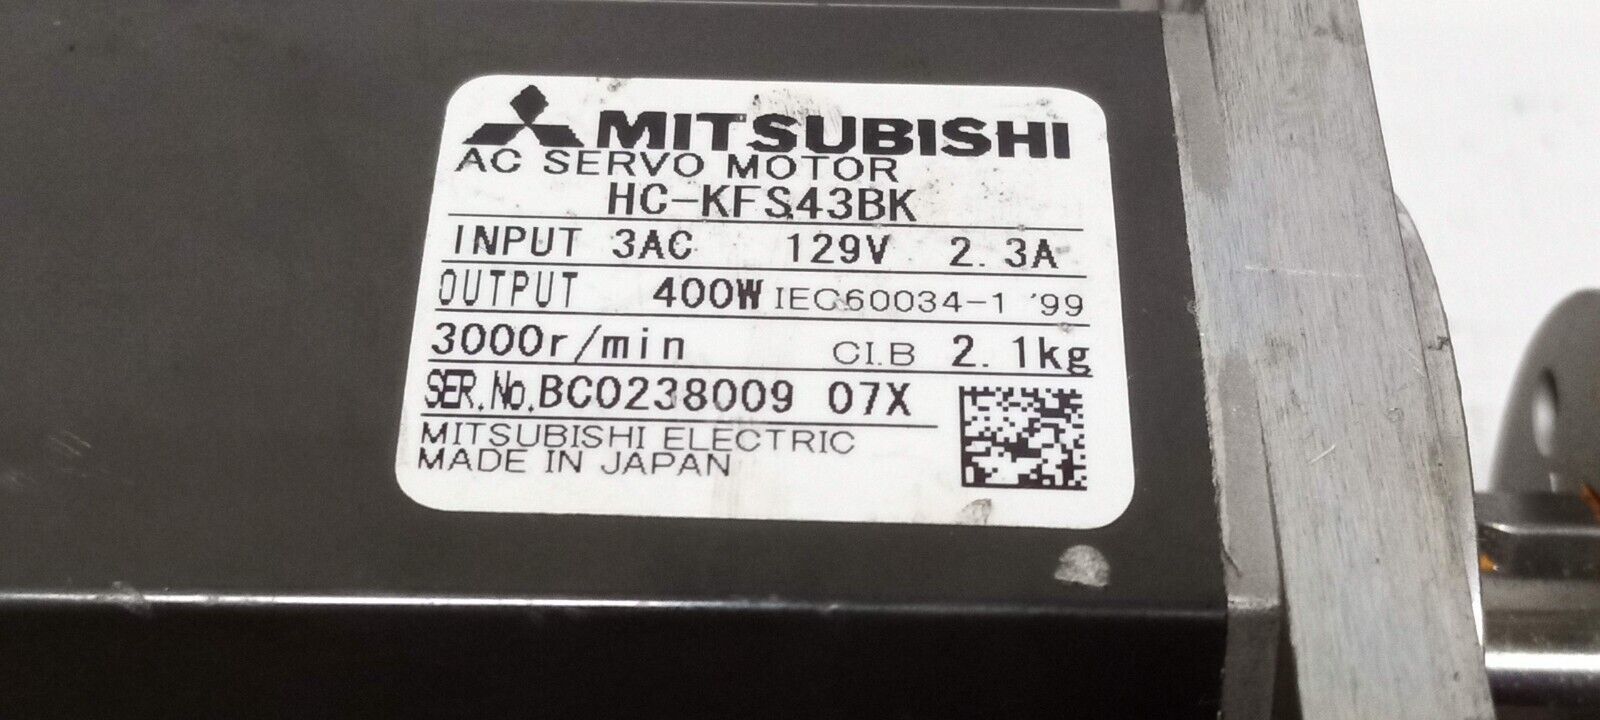 MITSUBISHI
AC SERVO MOTOR
HC-KFS43BK
INPUT 3AC 129V 2.3A
OUTPUT 400W IEC60034-1 '99
3000r/min CI.B 2.1kg
SER.No.BC0238009 07X
MITSUBISHI ELECTRIC
MADE IN JAPAN